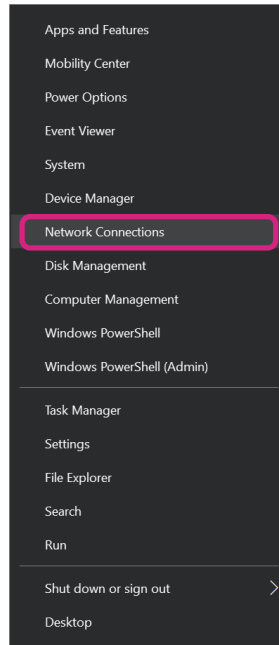 Apps and Features
Mobility Center
Power Options
Event Viewer
System
Device Manager
Network Connections
Disk Management
Computer Management
Windows PowerShell
Windows PowerShell (Admin)
Task Manager
Settings
File Explorer
Search
Run
Shut down or sign out
Desktop